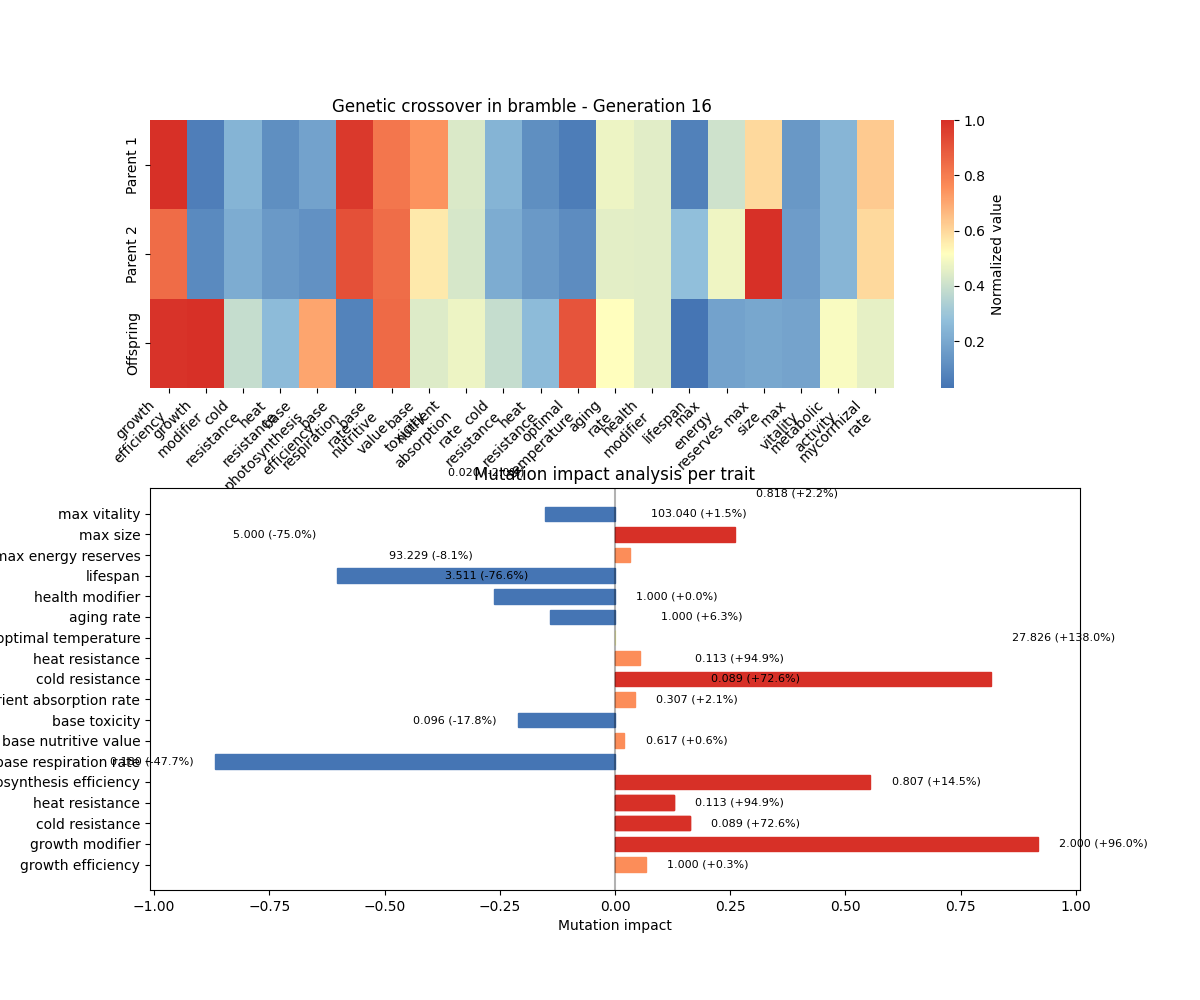 Genetic crossover in bramble - Generation 16
Parent 1
Parent 2
Offspring
1.0
0.8
0.6
0.4
0.2
Normalized value
growth
efficiency
growth
modifier
cold
resistance
heat
resistance
base
photosynthesis
efficiency
base
respiration
rate
base
nutritive
value
base
toxicity
nutrient
absorption
rate
cold
resistance
heat
resistance
optimal
temperature
aging
rate
health
modifier
lifespan
max
energy
reserves
max
size
max
vitality
metabolic
activity
mycorrhizal
rate
Mutation impact analysis per trait
0.818 (+2.2%)
max vitality
103.040 (+1.5%)
max size
5.000 (-75.0%)
max energy reserves
93.229 (-8.1%)
lifespan
3.511 (-76.6%)
health modifier
1.000 (+0.0%)
aging rate
1.000 (+6.3%)
optimal temperature
27.826 (+138.0%)
heat resistance
0.113 (+94.9%)
cold resistance
0.089 (+72.6%)
rient absorption rate
0.307 (+2.1%)
base toxicity
0.096 (-17.8%)
base nutritive value
0.617 (+0.6%)
base respiration rate
(-47.7%)
osynthesis efficiency
0.807 (+14.5%)
heat resistance
0.113 (+94.9%)
cold resistance
0.089 (+72.6%)
growth modifier
2.000 (+96.0%)
growth efficiency
1.000 (+0.3%)
−1.00
−0.75
−0.50
−0.25
0.00
0.25
0.50
0.75
1.00
Mutation impact